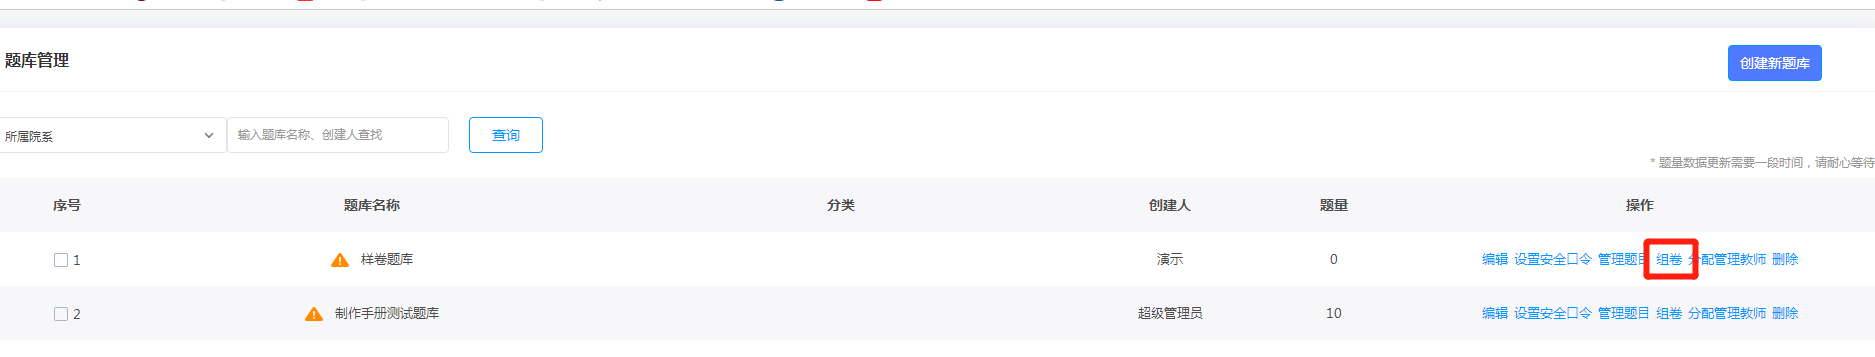 题库管理
创建新题库
所属院系 输入题库名称、创建人查找 查询
* 题量数据更新需要一段时间，请耐心等待
序号 题库名称 分类 创建人 题量 操作
1 样卷题库 演示 0 编辑 设置安全口令 管理题目 组卷 分配管理教师 删除
2 制作手册测试题库 超级管理员 10 编辑 设置安全口令 管理题目 组卷 分配管理教师 删除